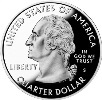 UNITED STATES OF AMERICA
LIBERTY
IN
GOD WE
TRUST
S
QUARTER DOLLAR